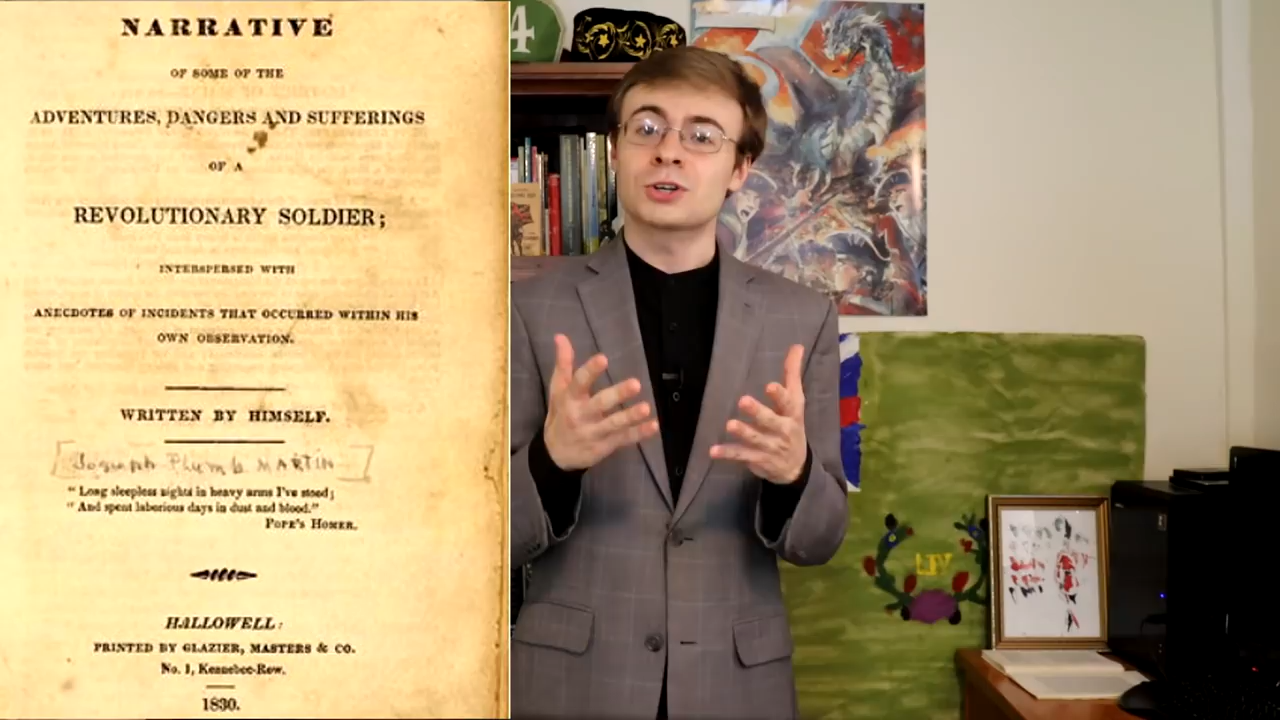 NARRATIVE
OF SOME OF THE
ADVENTURES, DANGERS AND SUFFERINGS
OF A
REVOLUTIONARY SOLDIER;
INTERSPERSED WITH
ANECDOTES OF INCIDENTS THAT OCCURRED WITHIN HIS
OWN OBSERVATION.
WRITTEN BY HIMSELF.
[Joseph Plumb MARTIN]
"Long sleepless nights in heavy arms I've stood;
"And spent laborious days in dust and blood."
POPE'S HOMER.
HALLOWELL:
PRINTED BY GLAZIER, MASTERS & CO.
No. 1, Kennebec-Row.
1830.
4
LIV